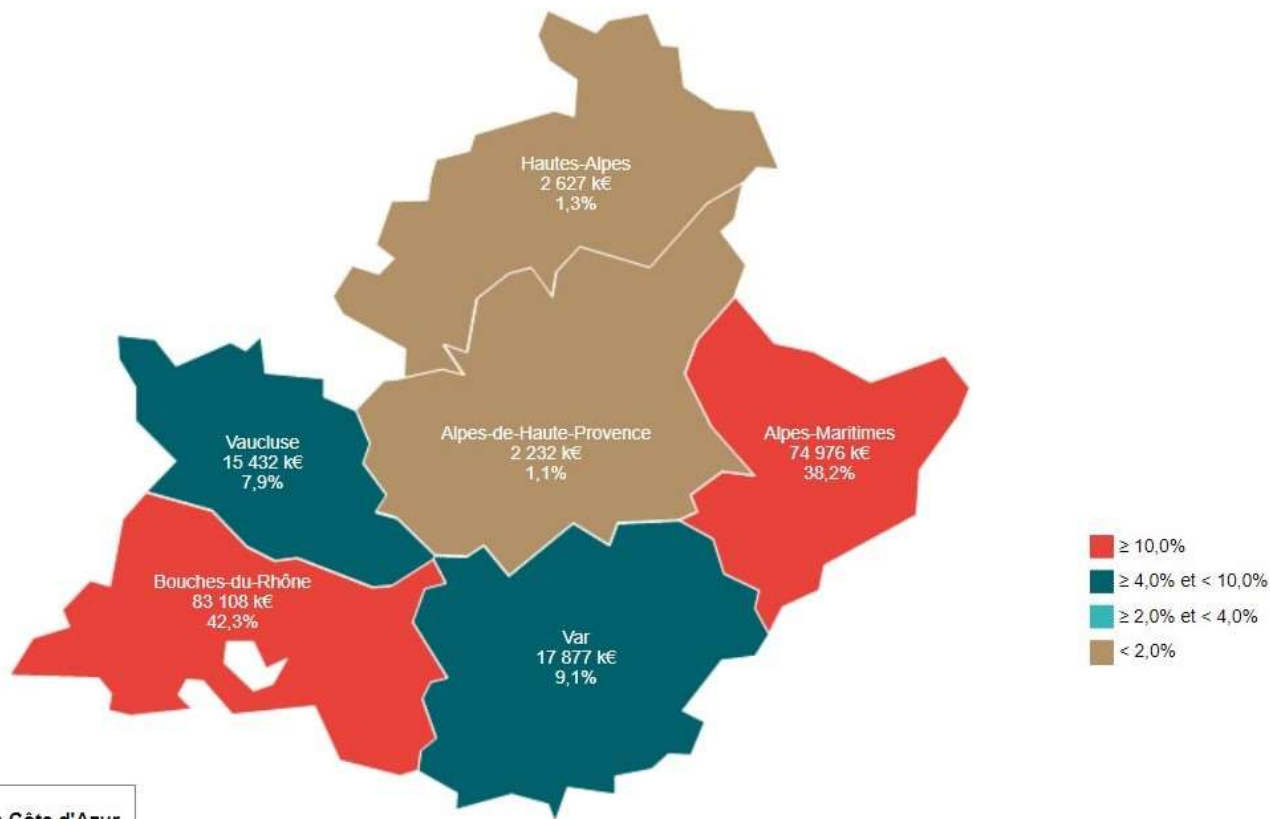 Hautes-Alpes
2 627 k€
1,3%
Vaucluse
15 432 k€
7,9%
Alpes-de-Haute-Provence
2 232 k€
1,1%
Alpes-Maritimes
74 976 k€
38,2%
Bouches-du-Rhône
83 108 k€
42,3%
Var
17 877 k€
9,1%
≥ 10,0%
≥ 4,0% et < 10,0%
≥ 2,0% et < 4,0%
< 2,0%
Côte d'Azur